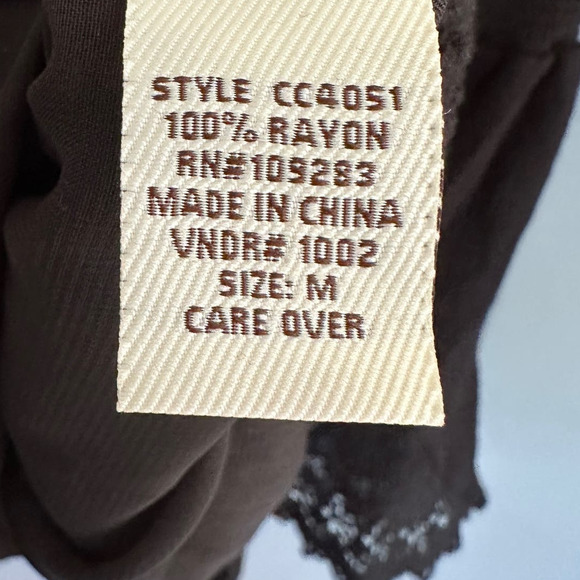 STYLE CC4051
100% RAYON
RN#109283
MADE IN CHINA
VNDR# 1002
SIZE: M
CARE OVER